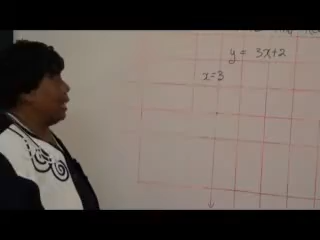 y = 3x+2
x=3